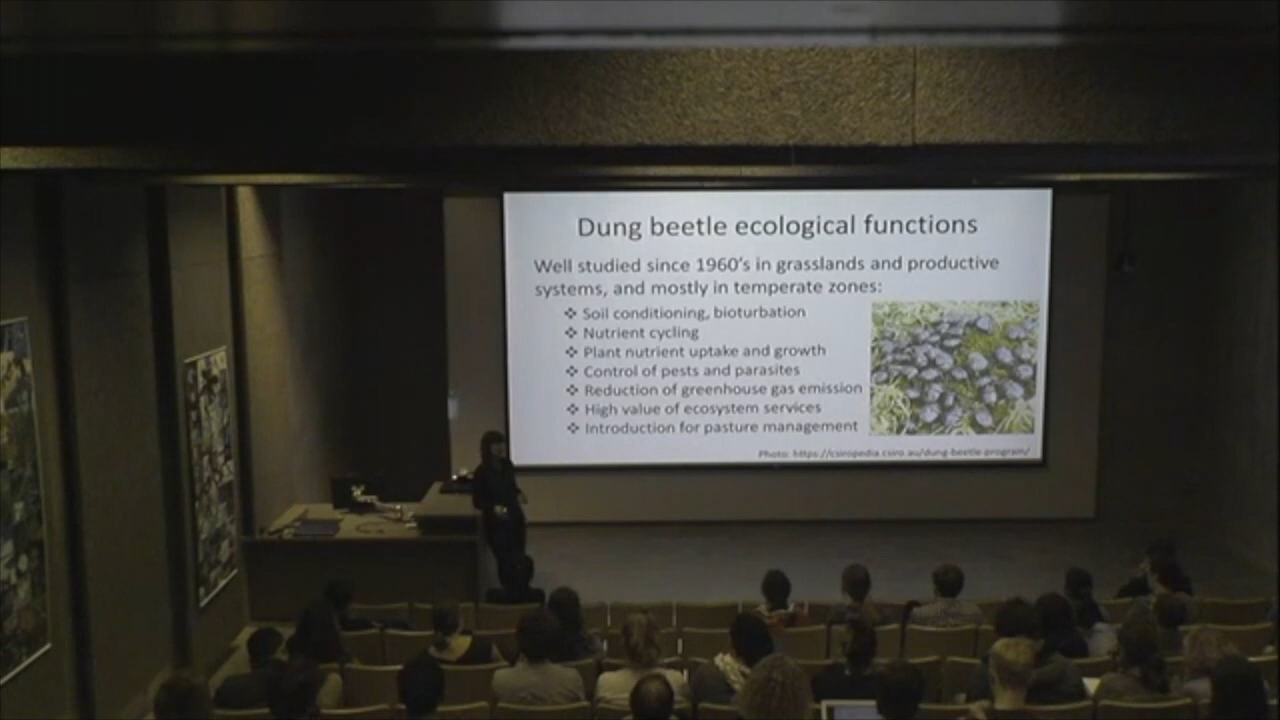 Dung beetle ecological functions
Well studied since 1960's in grasslands and productive
systems, and mostly in temperate zones:
❖ Soil conditioning, bioturbation
❖ Nutrient cycling
❖ Plant nutrient uptake and growth
❖ Control of pests and parasites
❖ Reduction of greenhouse gas emission
❖ High value of ecosystem services
❖ Introduction for pasture management
Photo: https://csiropedia.csiro.au/dung-beetle-program/